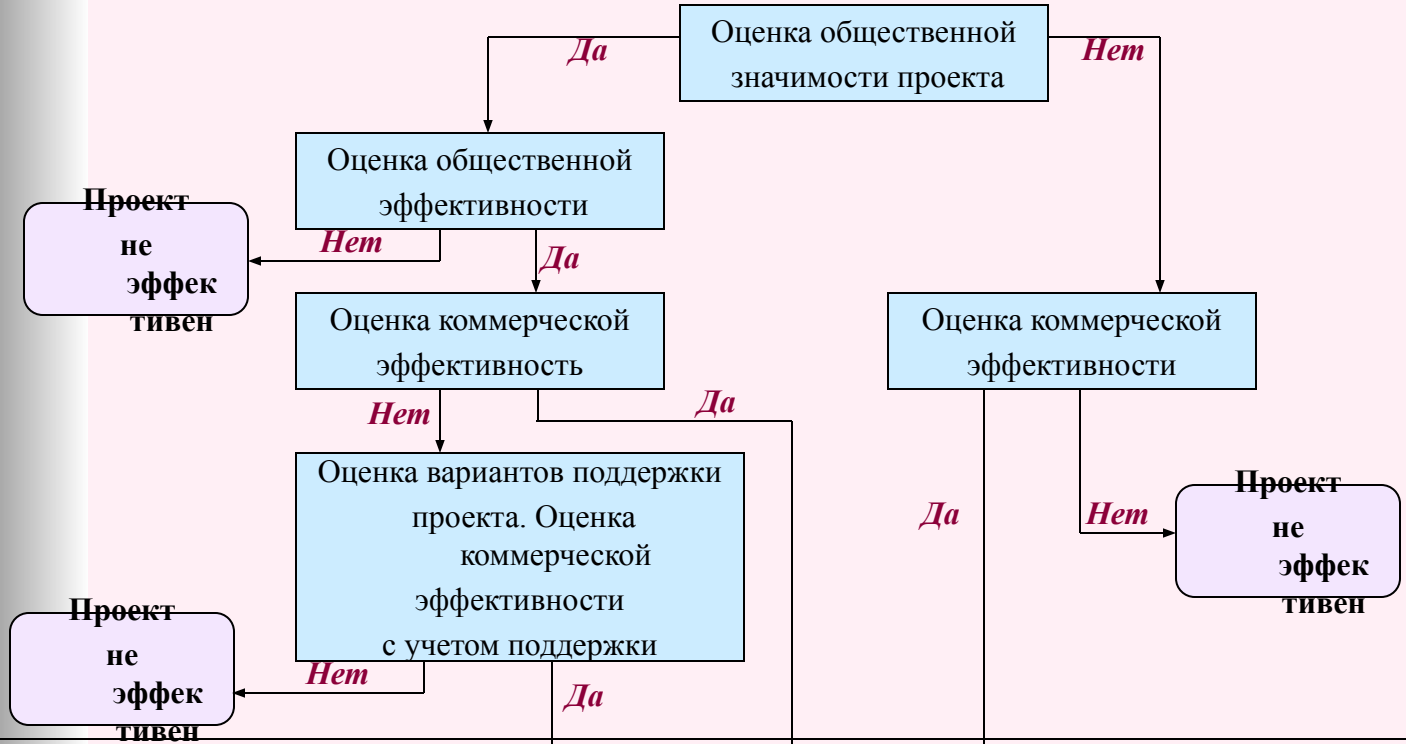 Оценка общественной
значимости проекта
Да
Нет
Оценка общественной
эффективности
Проект
не
эффек
тивен
Нет
Да
Оценка коммерческой
эффективность
Оценка коммерческой
эффективности
Нет
Да
Оценка вариантов поддержки
проекта. Оценка
коммерческой
эффективности
с учетом поддержки
Да
Нет
Проект
не
эффек
тивен
Проект
не
эффек
тивен
Нет
Да